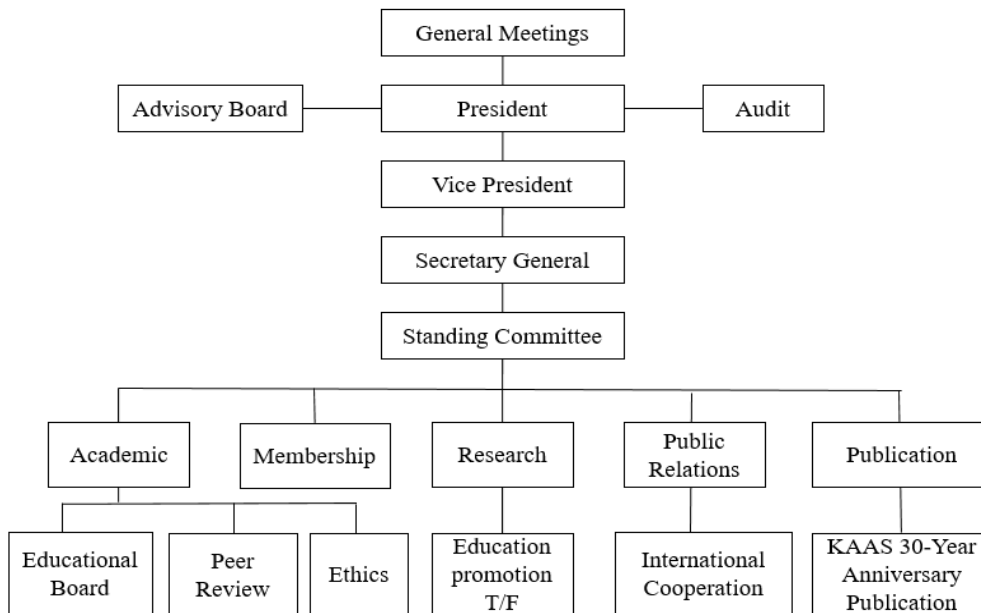 General Meetings
Advisory Board
President
Audit
Vice President
Secretary General
Standing Committee
Academic
Membership
Research
Public
Relations
Publication
Educational
Board
Peer
Review
Ethics
Education
promotion
T/F
International
Cooperation
KAAS 30-Year
Anniversary
Publication